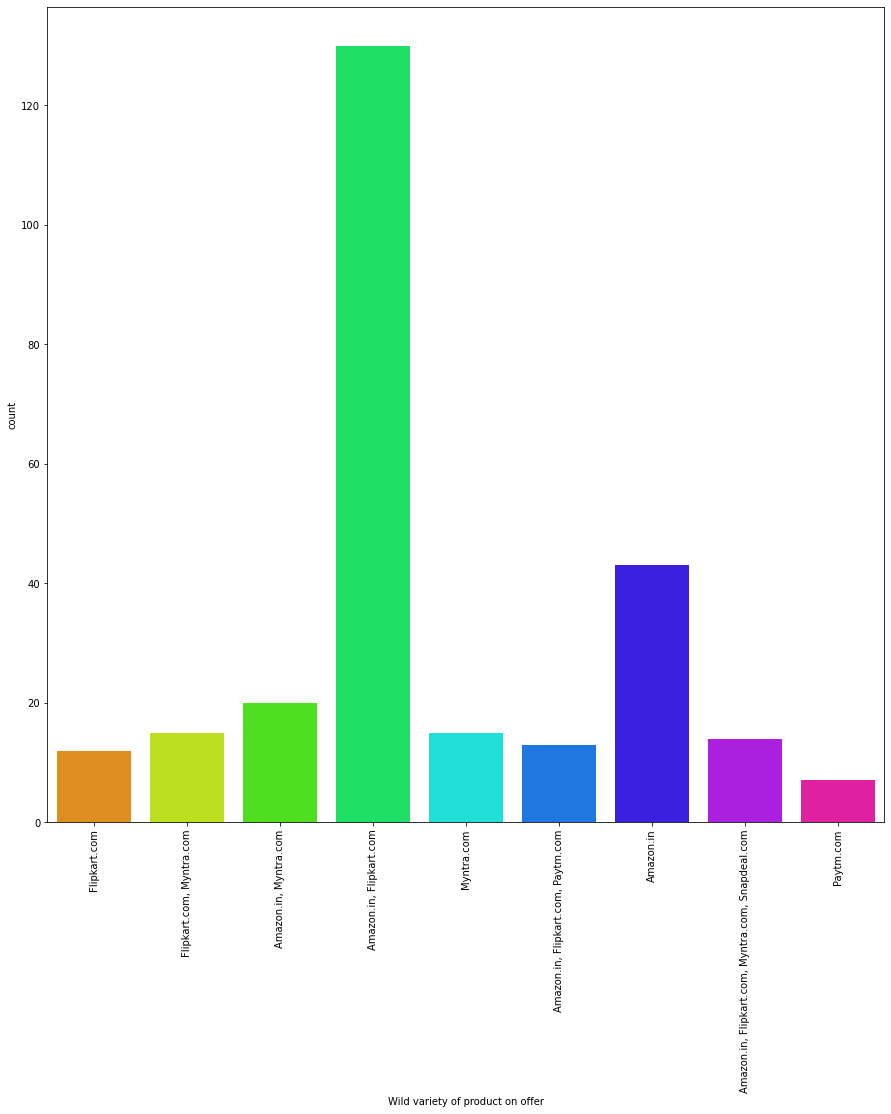 120
100
80
60
40
20
0
count
Flipkart.com
Flipkart.com, Myntra.com
Amazon.in, Myntra.com
Amazon.in, Flipkart.com
Myntra.com
Amazon.in, Flipkart.com, Paytm.com
Amazon.in
Amazon.in, Flipkart.com, Myntra.com, Snapdeal.com
Paytm.com
Wild variety of product on offer